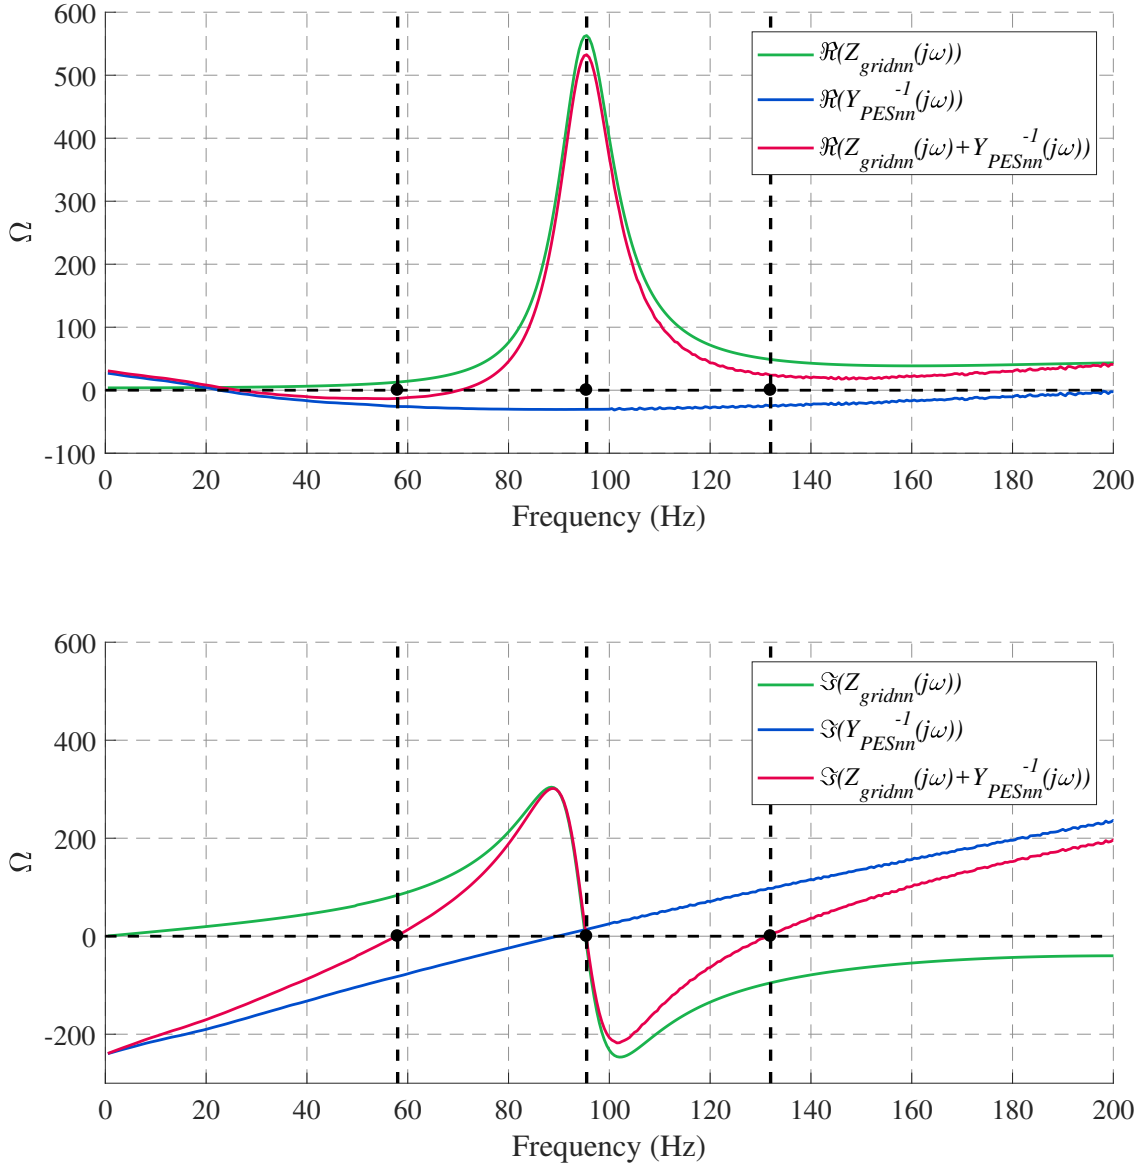 600
500
400
300
200
100
0
-100
Ω
ℜ(Z_gridnn(jω))
ℜ(Y_PESnn^-1(jω))
ℜ(Z_gridnn(jω)+Y_PESnn^-1(jω))
0 20 40 60 80 100 120 140 160 180 200
Frequency (Hz)
600
400
200
0
-200
Ω
ℑ(Z_gridnn(jω))
ℑ(Y_PESnn^-1(jω))
ℑ(Z_gridnn(jω)+Y_PESnn^-1(jω))
0 20 40 60 80 100 120 140 160 180 200
Frequency (Hz)